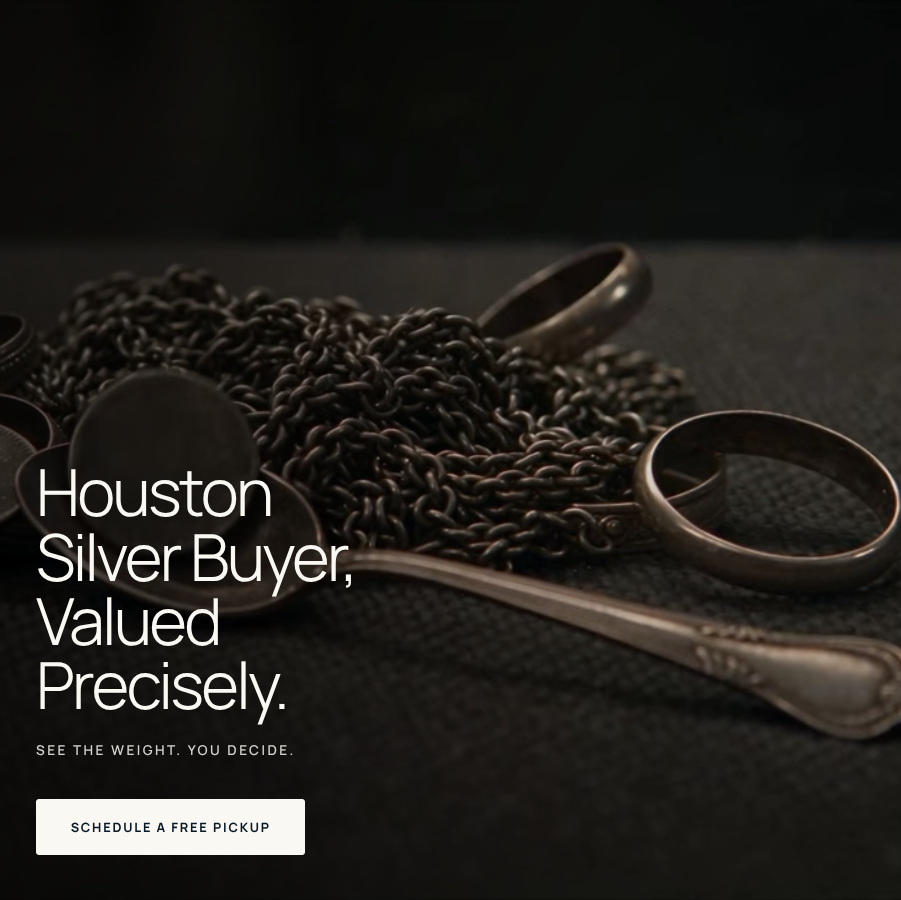 Houston
Silver Buyer,
Valued
Precisely.
SEE THE WEIGHT. YOU DECIDE.
SCHEDULE A FREE PICKUP